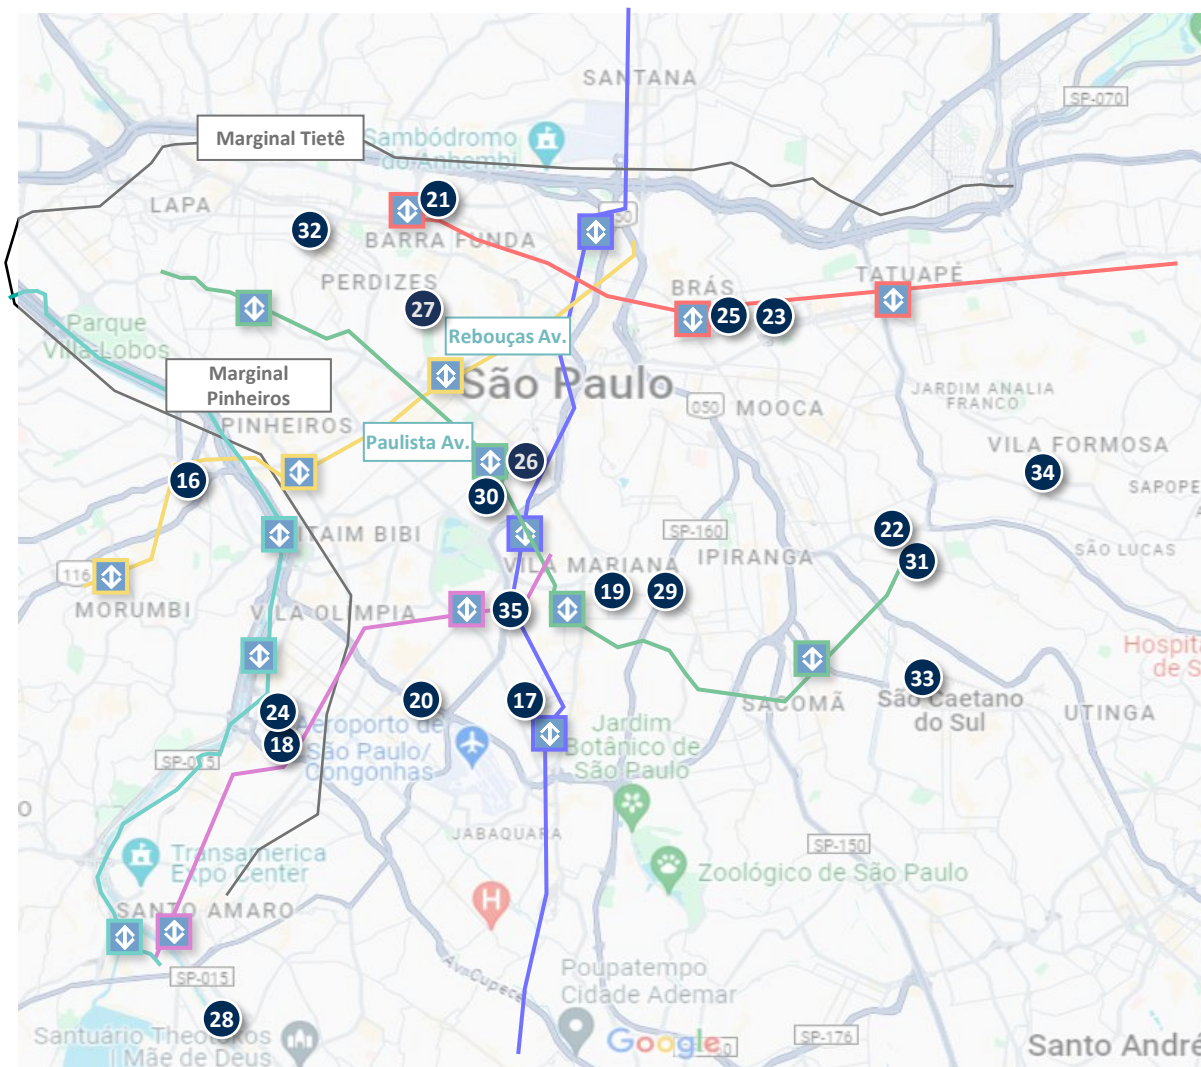 SANTANA
SP-070
Marginal Tietê
Sambódromo
do Anhembi
21
LAPA
32
BARRA FUNDA
TATUAPÉ
PERDIZES
BRÁS
27
25
23
Parque
Villa-Lobos
Rebouças Av.
Marginal
Pinheiros
São Paulo
JARDIM ANALIA
FRANCO
050
MOOCA
PINHEIROS
Paulista Av.
VILA FORMOSA
26
16
34
30
SAPOPE
ITAIM BIBI
SP-160
22
IPIRANGA
SÃO LUCAS
31
VILA MARIANA
116
MORUMBI
19
29
VILA OLIMPIA
35
Hospita
de S
33
SACOMÃ
São Caetano
do Sul
UTINGA
20
17
24
18
Aeroporto de
São Paulo/
Congonhas
Jardim
Botânico de
São Paulo
SP-015
JABAQUARA
SP-150
Transamerica
Expo Center
Zoológico de São Paulo
H
SANTO AMARO
Av. Cupecê
SP-015
Poupatempo
Cidade Ademar
28
Santuário Theotokos
Mãe de Deus
Google
SP-176
Santo André